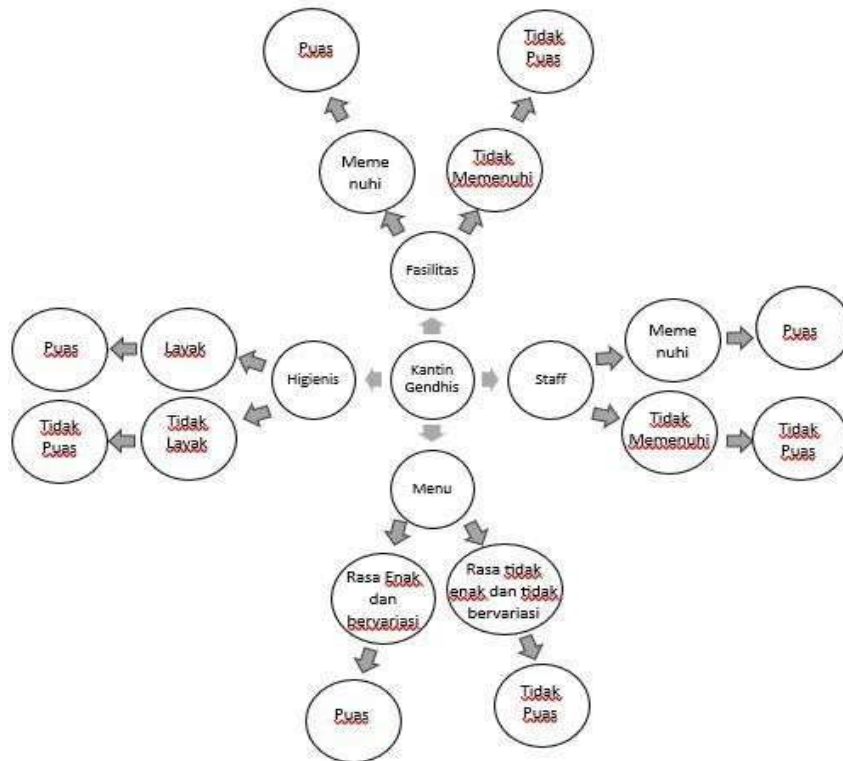 Puas
Tidak
Puas
Meme
nuhi
Tidak
Memenuhi
Fasilitas
Puas
Layak
Higienis
Kantin
Gendhis
Staff
Meme
nuhi
Puas
Tidak
Puas
Tidak
Layak
Tidak
Memenuhi
Tidak
Puas
Menu
Rasa Enak
dan
bervariasi
Rasa tidak
enak dan tidak
bervariasi
Puas
Tidak
Puas